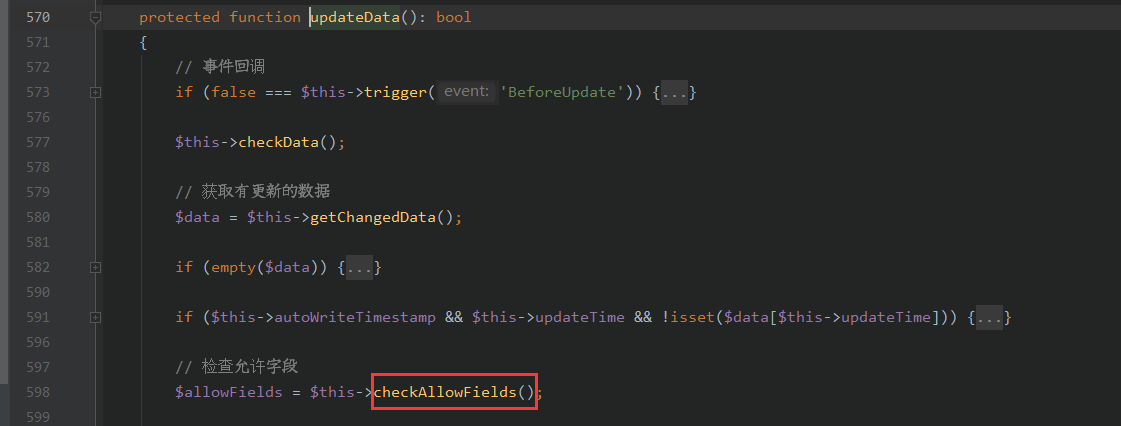 570 protected function updateData(): bool
571 {
572 // 事件回调
573 if (false === $this->trigger( event: 'BeforeUpdate')) {...}
576
577 $this->checkData();
578
579 // 获取有更新的数据
580 $data = $this->getChangedData();
581
582 if (empty($data)) {...}
590
591 if ($this->autoWriteTimestamp && $this->updateTime && !isset($data[$this->updateTime])) {...}
596
597 // 检查允许字段
598 $allowFields = $this->checkAllowFields();
599